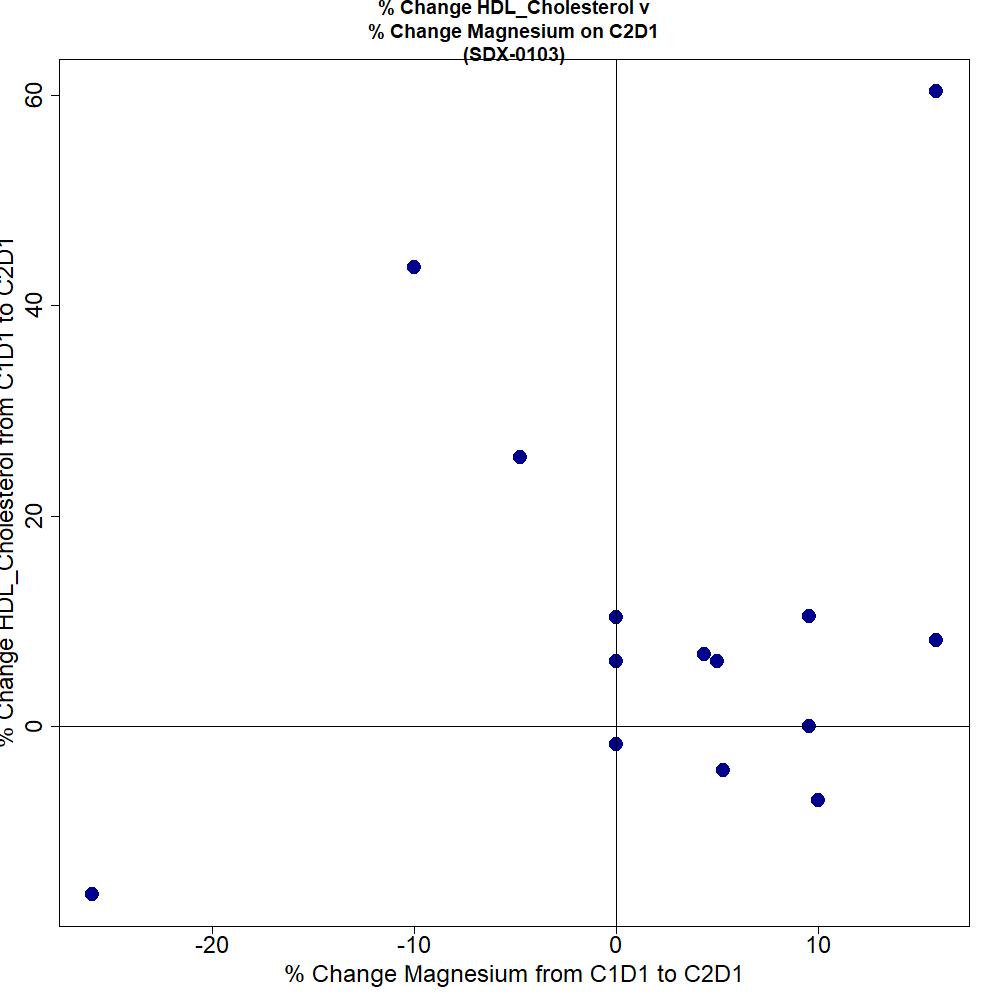 % Change HDL_Cholesterol v
% Change Magnesium on C2D1
(SDX-0103)
% Change HDL_Cholesterol from C1D1 to C2D1
60
40
20
0
-20
-10
0
10
% Change Magnesium from C1D1 to C2D1